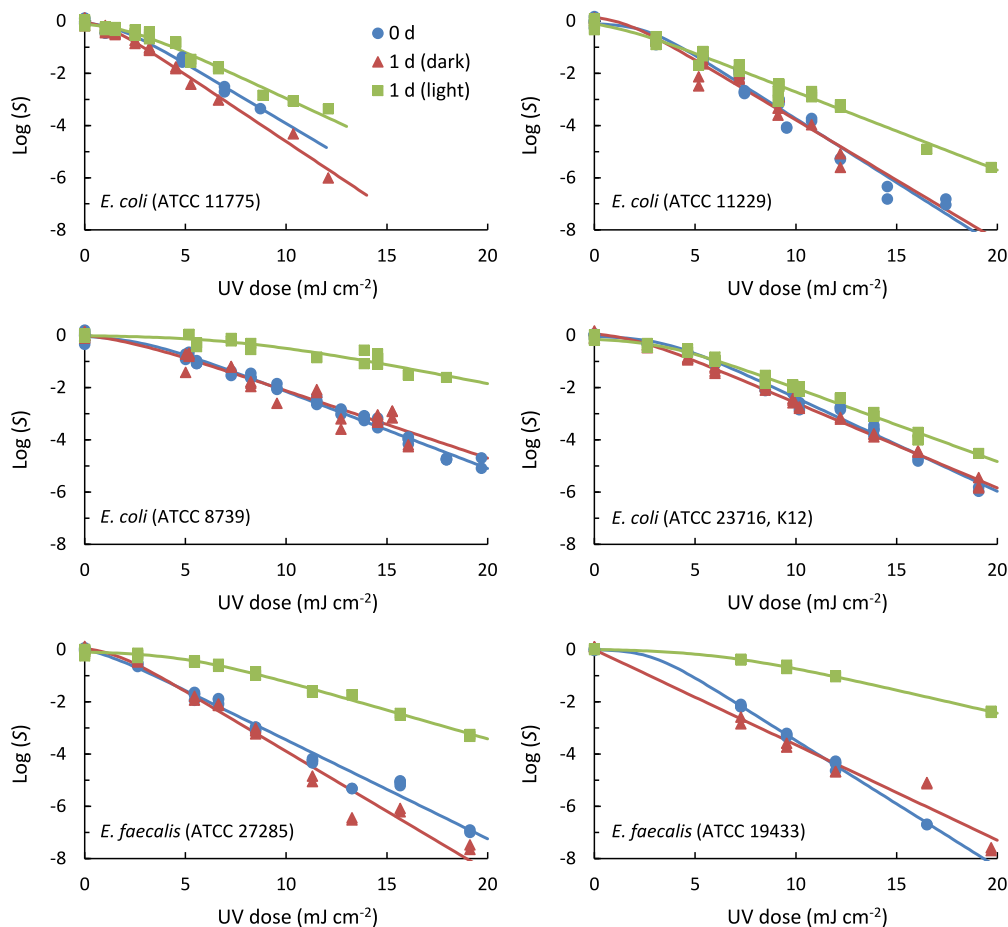 0
-2
-4
-6
-8
Log (S)
0 d
1 d (dark)
1 d (light)
E. coli (ATCC 11775)
0 5 10 15 20
UV dose (mJ cm-2)
0
-2
-4
-6
-8
Log (S)
E. coli (ATCC 11229)
0 5 10 15 20
UV dose (mJ cm-2)
0
-2
-4
-6
-8
Log (S)
E. coli (ATCC 8739)
0 5 10 15 20
UV dose (mJ cm-2)
0
-2
-4
-6
-8
Log (S)
E. coli (ATCC 23716, K12)
0 5 10 15 20
UV dose (mJ cm-2)
0
-2
-4
-6
-8
Log (S)
E. faecalis (ATCC 27285)
0 5 10 15 20
UV dose (mJ cm-2)
0
-2
-4
-6
-8
Log (S)
E. faecalis (ATCC 19433)
0 5 10 15 20
UV dose (mJ cm-2)